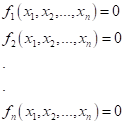 f₁(x₁,x₂,...,xₙ)=0
f₂(x₁,x₂,...,xₙ)=0
.
.
fₙ(x₁,x₂,...,xₙ)=0